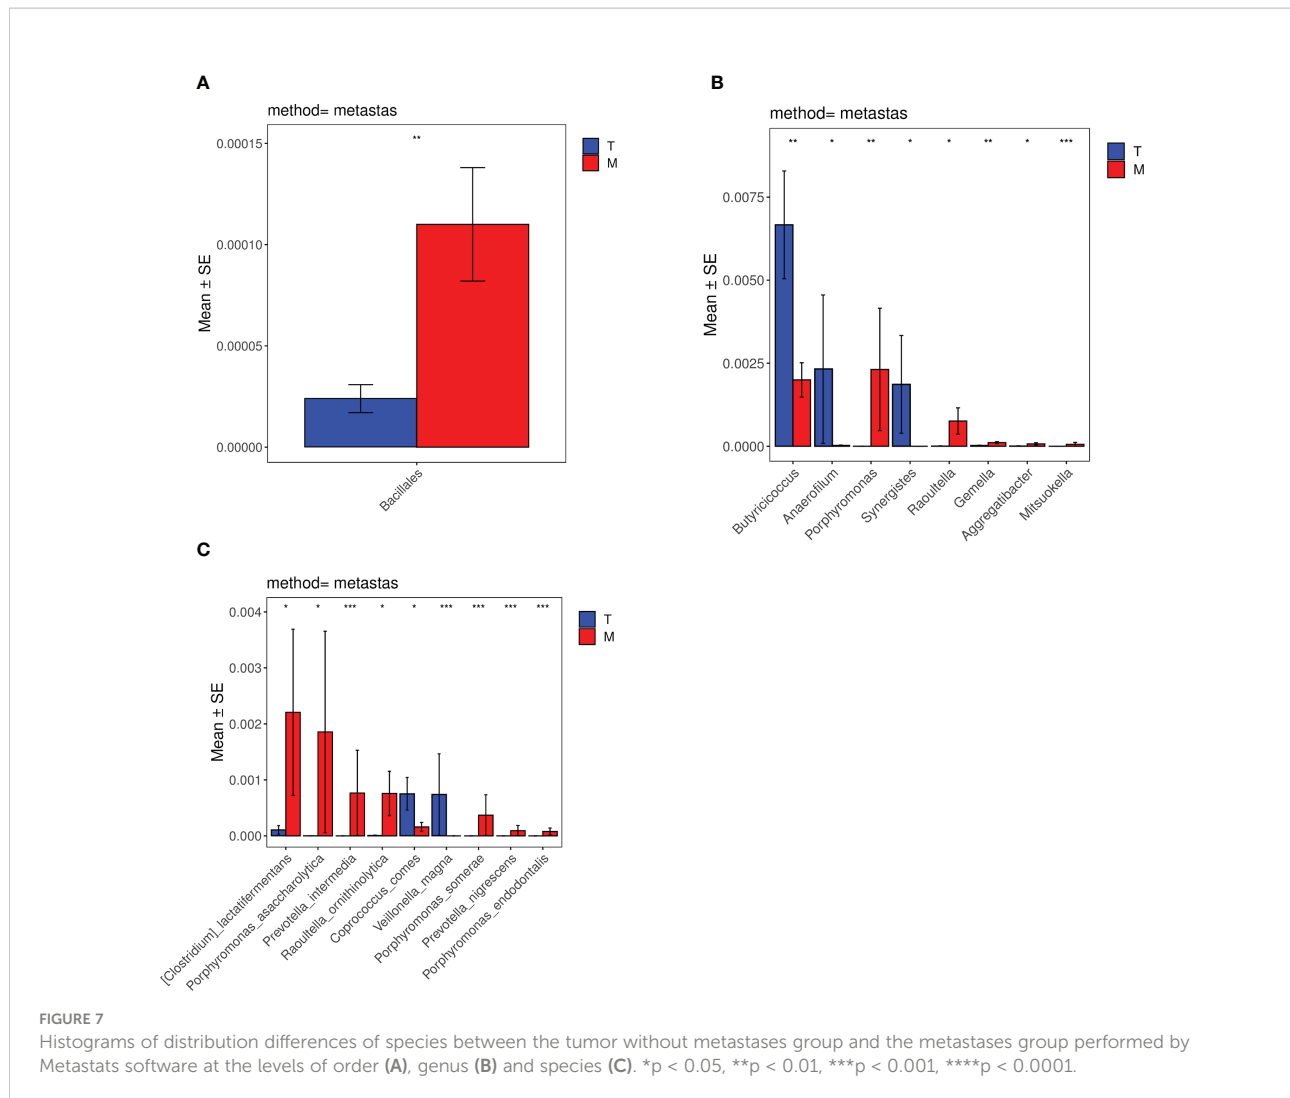 A
method= metastas
**
0.00015
0.00010
0.00005
0.00000
Mean ± SE
Bacillales
T
M
B
method= metastas
** * ** * * ** * ***
0.0075
0.0050
0.0025
0.0000
Mean ± SE
Butyricicoccus
Anaerofilum
Porphyromonas
Synergistes
Raoultella
Gemella
Aggregatibacter
Mitsuokella
T
M
C
method= metastas
* * *** * * *** *** *** ***
0.004
0.003
0.002
0.001
0.000
Mean ± SE
[Clostridium]_lactatifermentans
Porphyromonas_asaccharolytica
Prevotella_intermedia
Raoultella_ornithinolytica
Coprococcus_comes
Veillonella_magna
Porphyromonas_somerae
Prevotella_nigrescens
Porphyromonas_endodontalis
T
M
FIGURE 7
Histograms of distribution differences of species between the tumor without metastases group and the metastases group performed by
Metastats software at the levels of order (A), genus (B) and species (C). *p < 0.05, **p < 0.01, ***p < 0.001, ****p < 0.0001.